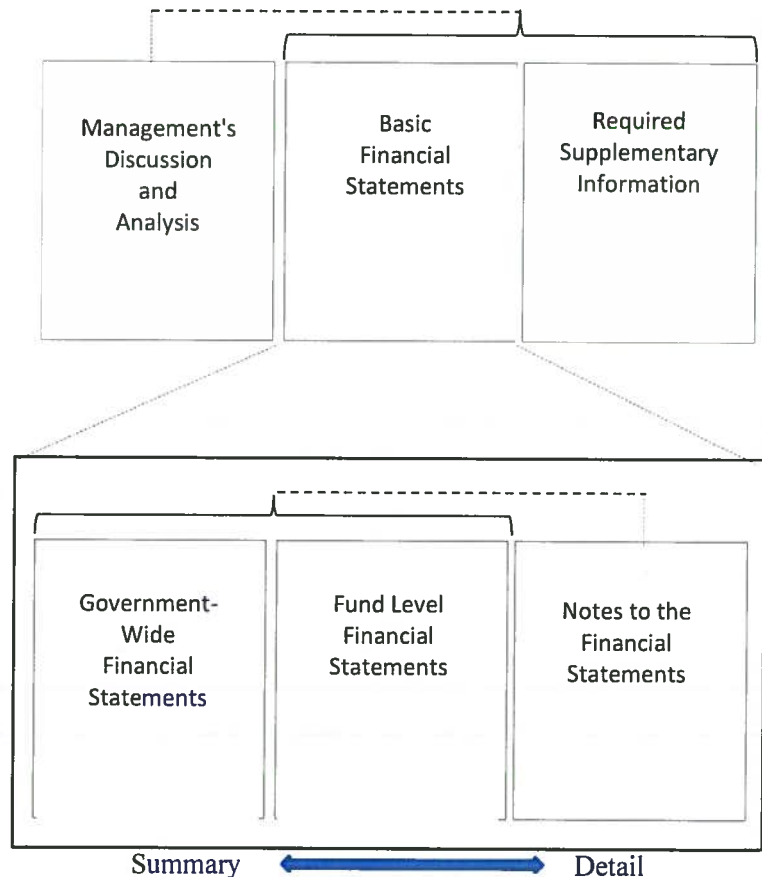 Management's
Discussion
and
Analysis
Basic
Financial
Statements
Required
Supplementary
Information
Government-
Wide
Financial
Statements
Fund Level
Financial
Statements
Notes to the
Financial
Statements
Summary
Detail